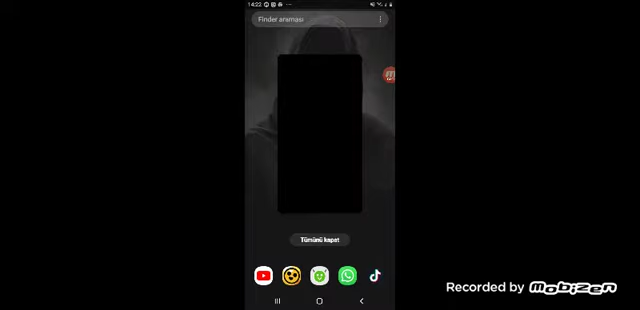 14:22
Finder araması
Tümünü kapat
Recorded by MOBIZEN